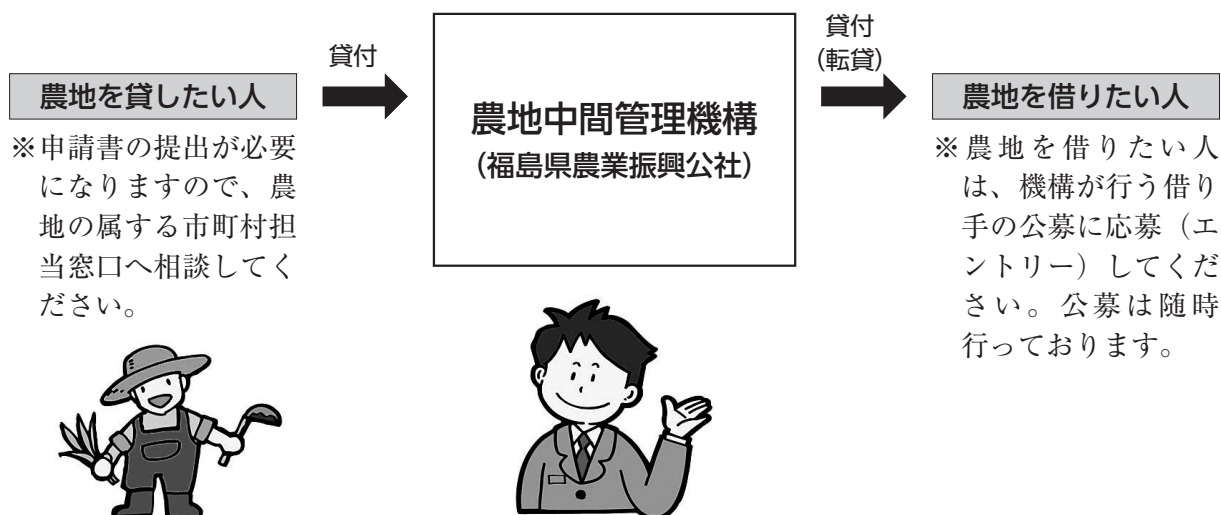 農地を貸したい人
※申請書の提出が必要
になりますので、農
地の属する市町村担
当窓口へ相談してく
ださい。
貸付
農地中間管理機構
(福島県農業振興公社)
貸付
(転貸)
農地を借りたい人
※農地を借りたい人
は、機構が行う借り
手の公募に応募（エ
ントリー）してくだ
さい。公募は随時
行っております。